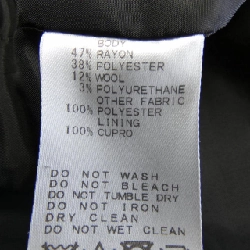 BODY
47% RAYON
38% POLYESTER
12% WOOL
3% POLYURETHANE
OTHER FABRIC
100% POLYESTER
LINING
100% CUPRO
DO NOT WASH
DO NOT BLEACH
DO NOT TUMBLE DRY
DO NOT IRON
DRY CLEAN
DO NOT WET CLEAN